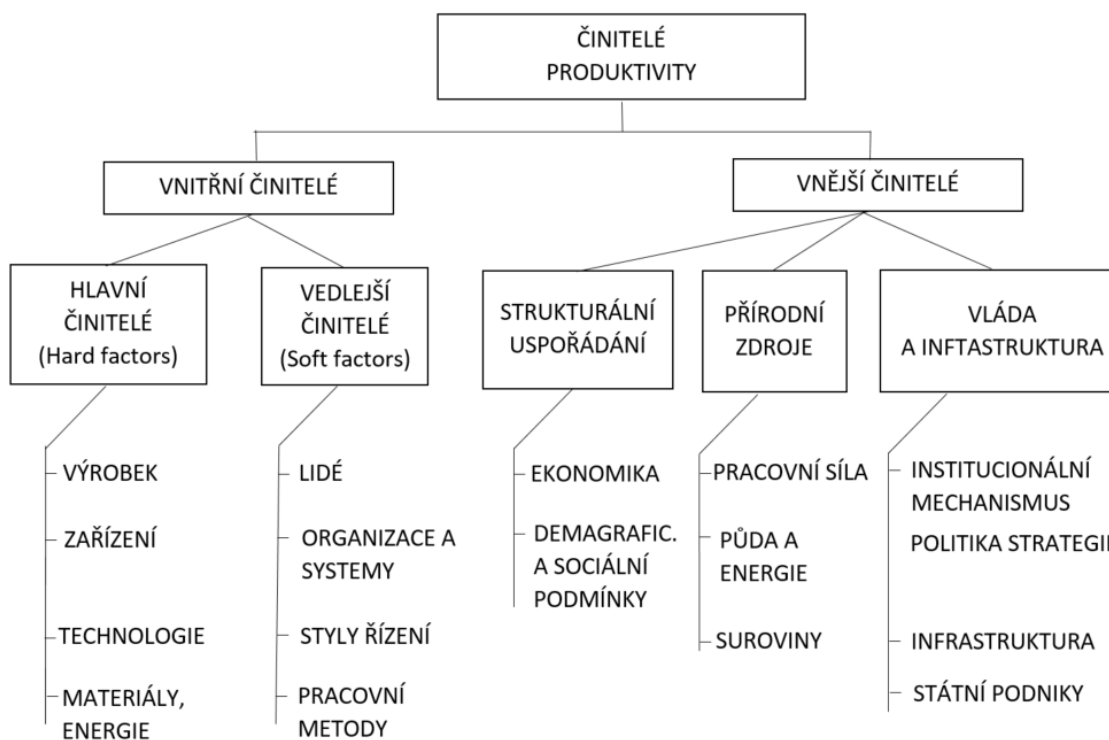 ČINITELÉ
PRODUKTIVITY
VNITŘNÍ ČINITELÉ
VNĚJŠÍ ČINITELÉ
HLAVNÍ
ČINITELÉ
(Hard factors)
VEDLEJŠÍ
ČINITELÉ
(Soft factors)
STRUKTURÁLNÍ
USPOŘÁDÁNÍ
PŘÍRODNÍ
ZDROJE
VLÁDA
A INFTASTRUKTURA
VÝROBEK
ZAŘÍZENÍ
TECHNOLOGIE
MATERIÁLY,
ENERGIE
LIDÉ
ORGANIZACE A
SYSTEMY
STYLY ŘÍZENÍ
PRACOVNÍ
METODY
EKONOMIKA
DEMAGRAFIC.
A SOCIÁLNÍ
PODMÍNKY
PRACOVNÍ SÍLA
PŮDA A
ENERGIE
SUROVINY
INSTITUCIONÁLNÍ
MECHANISMUS
POLITIKA STRATEGIE
INFRASTRUKTURA
STÁTNÍ PODNIKY